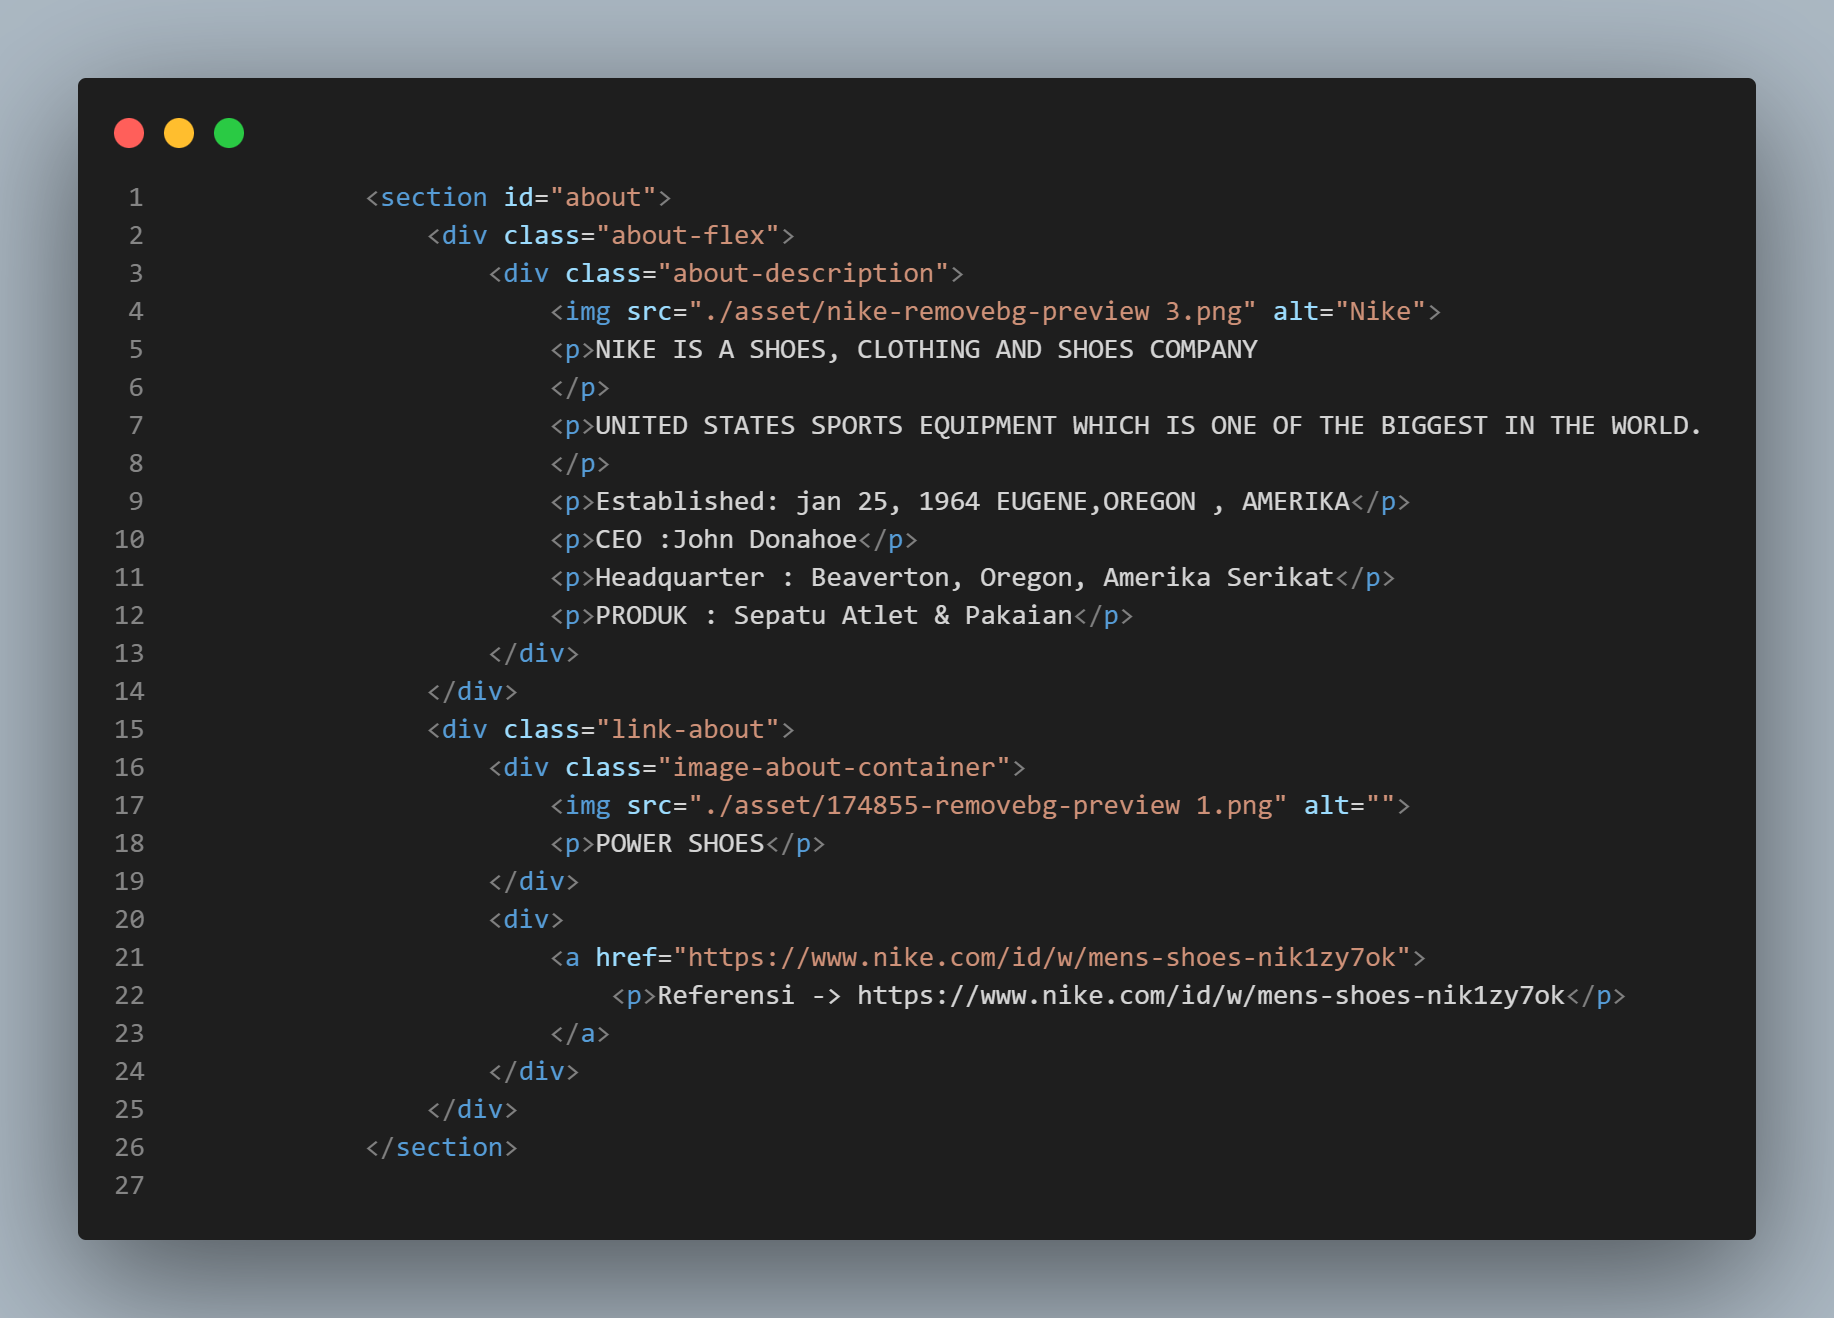 1 <section id="about">
2 <div class="about-flex">
3 <div class="about-description">
4 <img src="./asset/nike-removebg-preview 3.png" alt="Nike">
5 <p>NIKE IS A SHOES, CLOTHING AND SHOES COMPANY
6 </p>
7 <p>UNITED STATES SPORTS EQUIPMENT WHICH IS ONE OF THE BIGGEST IN THE WORLD.
8 </p>
9 <p>Established: jan 25, 1964 EUGENE,OREGON , AMERIKA</p>
10 <p>CEO :John Donahoe</p>
11 <p>Headquarter : Beaverton, Oregon, Amerika Serikat</p>
12 <p>PRODUK : Sepatu Atlet & Pakaian</p>
13 </div>
14 </div>
15 <div class="link-about">
16 <div class="image-about-container">
17 <img src="./asset/174855-removebg-preview 1.png" alt="">
18 <p>POWER SHOES</p>
19 </div>
20 <div>
21 <a href="https://www.nike.com/id/w/mens-shoes-nik1zy7ok">
22 <p>Referensi -> https://www.nike.com/id/w/mens-shoes-nik1zy7ok</p>
23 </a>
24 </div>
25 </div>
26 </section>
27